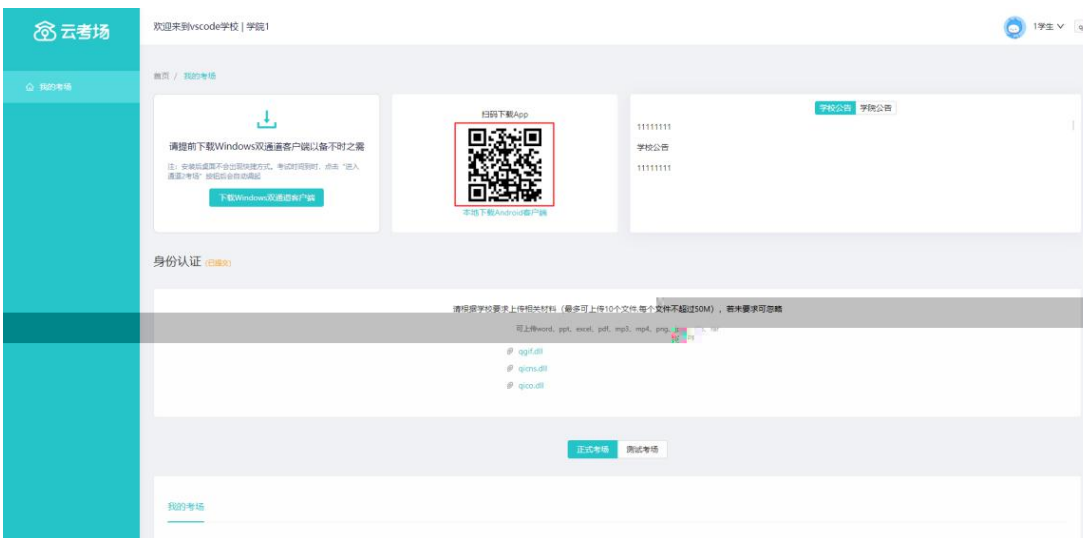 云考场
欢迎来到vscode学校 | 学院1
1学生
我的考场
首页 / 我的考场
请提前下载Windows双通道客户端以备不时之需
注：安装后桌面不会出现快捷方式。考试时间到时，点击“进入
通道2考场”按钮后会自动调起
下载Windows双通道客户端
扫码下载App
本地下载Android客户端
学校公告 学院公告
11111111
学校公告
11111111
身份认证 (已提交)
请根据学校要求上传相关材料（最多可上传10个文件,每个文件不超过50M），若未要求可忽略
可上传word、ppt、excel、pdf、mp3、mp4、png、
qgif.dll
qicns.dll
qico.dll
正式考场 测试考场
我的考场